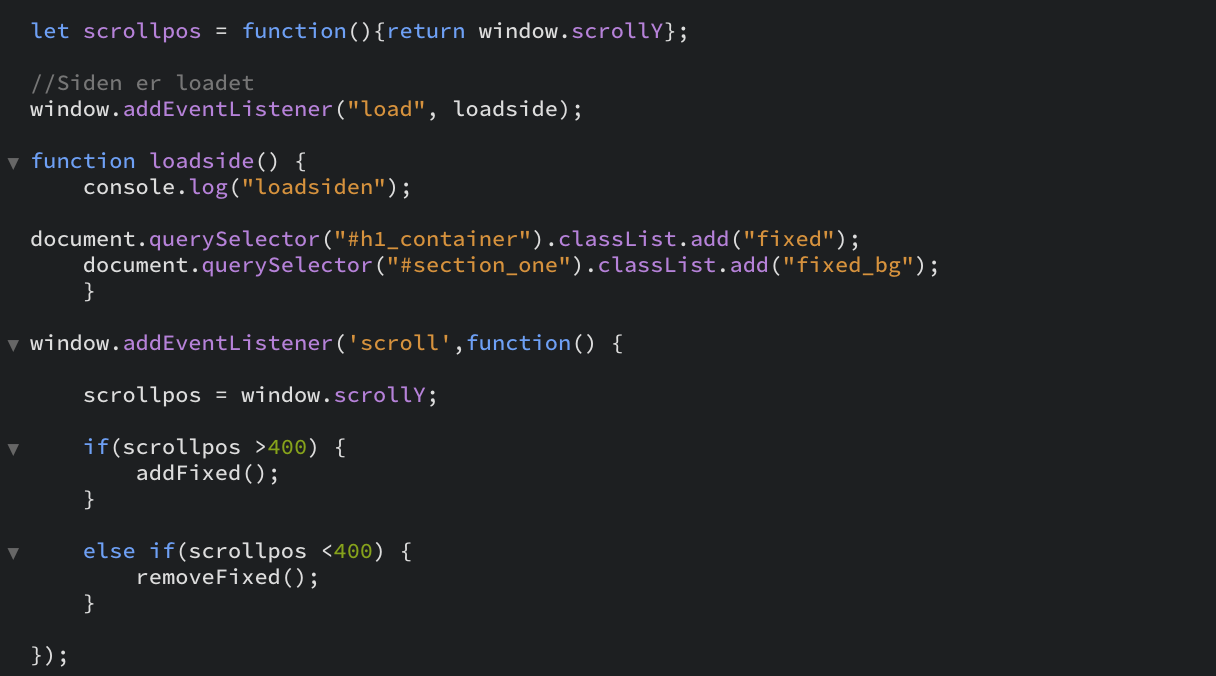 let scrollpos = function(){return window.scrollY};
//Siden er loadet
window.addEventListener("load", loadside);
function loadside() {
console.log("loadsiden");
document.querySelector("#h1_container").classList.add("fixed");
document.querySelector("#section_one").classList.add("fixed_bg");
}
window.addEventListener('scroll',function() {
scrollpos = window.scrollY;
if(scrollpos >400) {
addFixed();
}
else if(scrollpos <400) {
removeFixed();
}
});